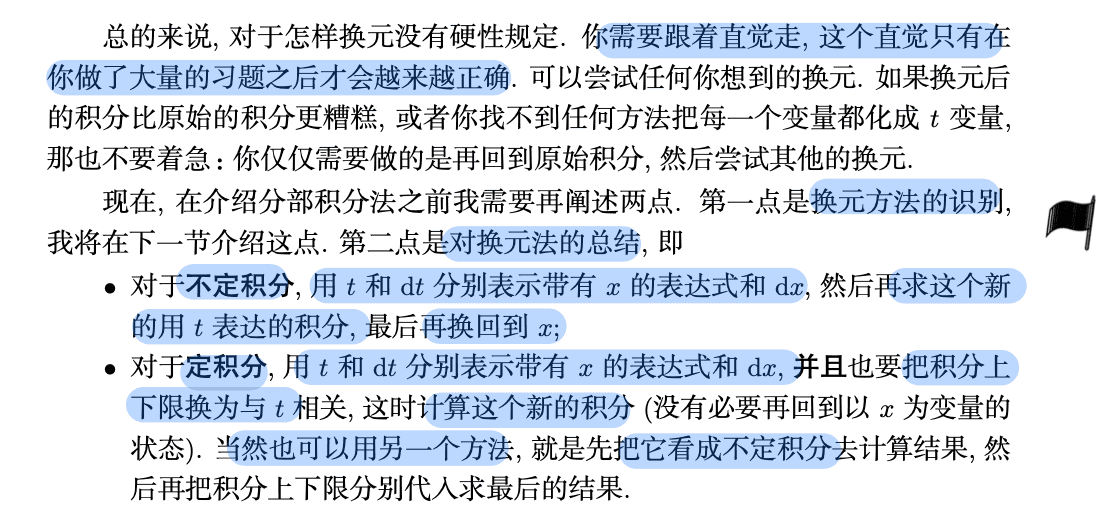 总的来说, 对于怎样换元没有硬性规定. 你需要跟着直觉走, 这个直觉只有在
你做了大量的习题之后才会越来越正确. 可以尝试任何你想到的换元. 如果换元后
的积分比原始的积分更糟糕, 或者你找不到任何方法把每一个变量都化成 t 变量,
那也不要着急: 你仅仅需要做的是再回到原始积分, 然后尝试其他的换元.
现在, 在介绍分部积分法之前我需要再阐述两点. 第一点是换元方法的识别,
我将在下一节介绍这点. 第二点是对换元法的总结, 即
• 对于不定积分, 用 t 和 dt 分别表示带有 x 的表达式和 dx, 然后再求这个新
的用 t 表达的积分, 最后再换回到 x;
• 对于定积分, 用 t 和 dt 分别表示带有 x 的表达式和 dx, 并且也要把积分上
下限换为与 t 相关, 这时计算这个新的积分 (没有必要再回到以 x 为变量的
状态). 当然也可以用另一个方法, 就是先把它看成不定积分去计算结果, 然
后再把积分上下限分别代入求最后的结果.